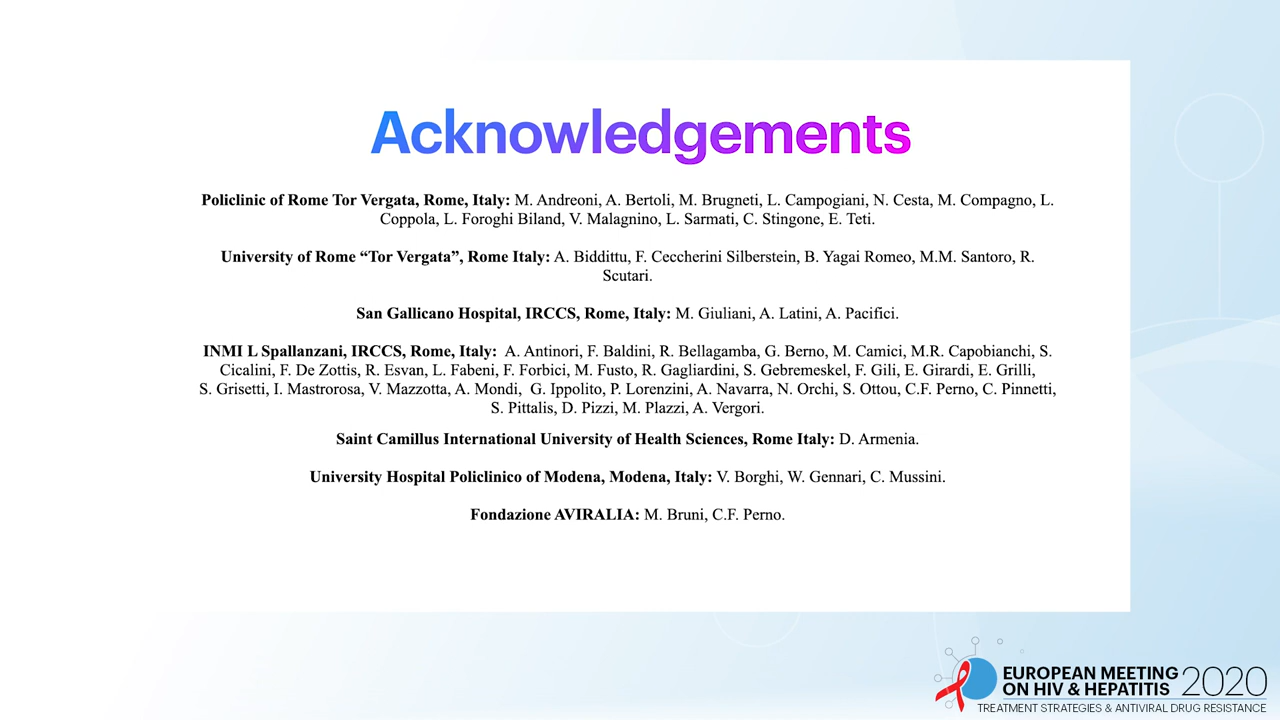 Acknowledgements
Policlinic of Rome Tor Vergata, Rome, Italy: M. Andreoni, A. Bertoli, M. Brugneti, L. Campogiani, N. Cesta, M. Compagno, L.
Coppola, L. Foroghi Biland, V. Malagnino, L. Sarmati, C. Stingone, E. Teti.
University of Rome “Tor Vergata”, Rome Italy: A. Biddittu, F. Ceccherini Silberstein, B. Yagai Romeo, M.M. Santoro, R.
Scutari.
San Gallicano Hospital, IRCCS, Rome, Italy: M. Giuliani, A. Latini, A. Pacifici.
INMI L Spallanzani, IRCCS, Rome, Italy: A. Antinori, F. Baldini, R. Bellagamba, G. Berno, M. Camici, M.R. Capobianchi, S.
Cicalini, F. De Zottis, R. Esvan, L. Fabeni, F. Forbici, M. Fusto, R. Gagliardini, S. Gebremeskel, F. Gili, E. Girardi, E. Grilli,
S. Grisetti, I. Mastrorosa, V. Mazzotta, A. Mondi, G. Ippolito, P. Lorenzini, A. Navarra, N. Orchi, S. Ottou, C.F. Perno, C. Pinnetti,
S. Pittalis, D. Pizzi, M. Plazzi, A. Vergori.
Saint Camillus International University of Health Sciences, Rome Italy: D. Armenia.
University Hospital Policlinico of Modena, Modena, Italy: V. Borghi, W. Gennari, C. Mussini.
Fondazione AVIRALIA: M. Bruni, C.F. Perno.
EUROPEAN MEETING
ON HIV & HEPATITIS 2020
TREATMENT STRATEGIES & ANTIVIRAL DRUG RESISTANCE